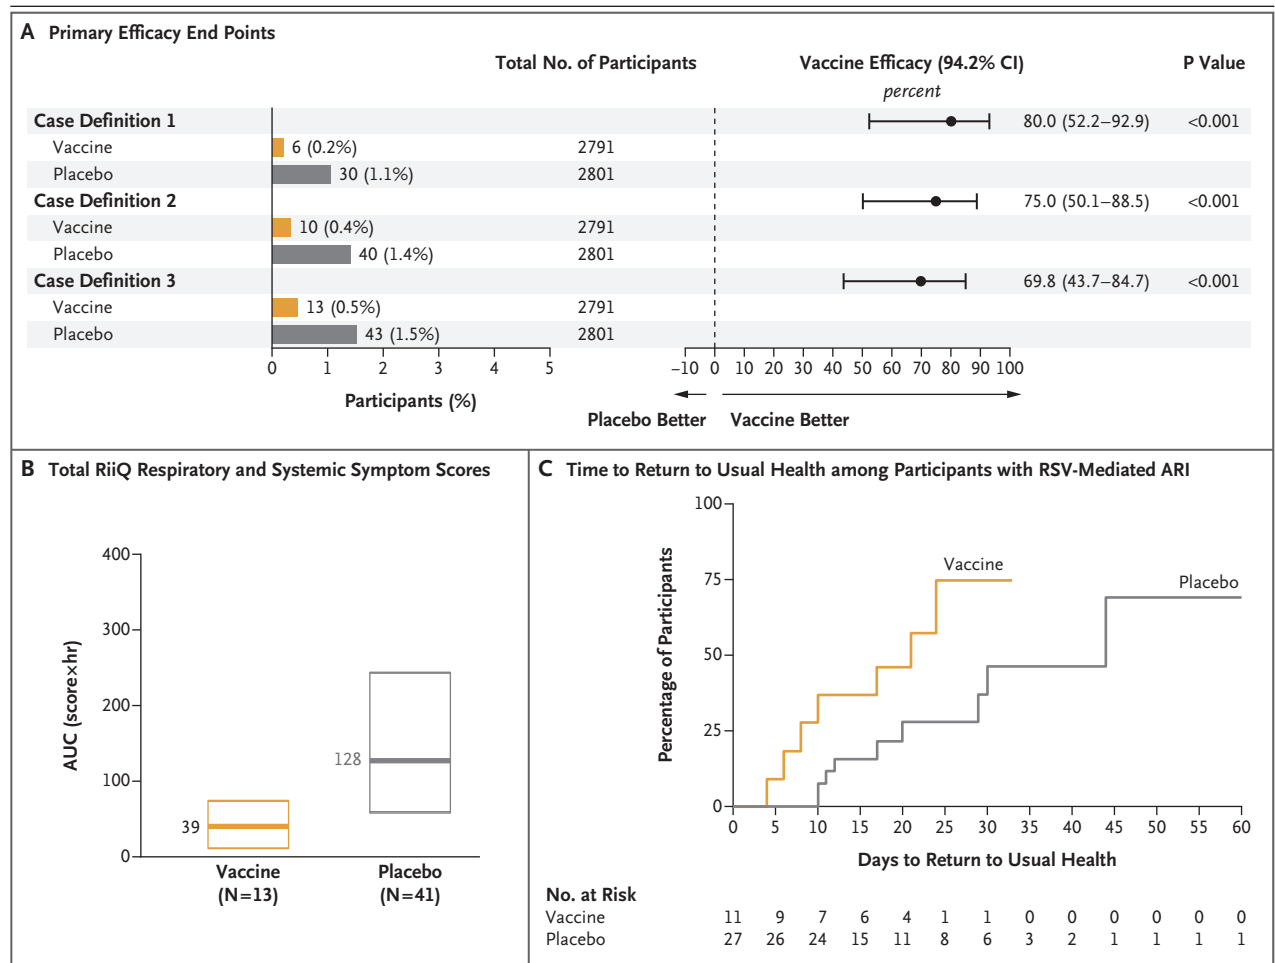 A Primary Efficacy End Points
Total No. of Participants Vaccine Efficacy (94.2% CI) P Value
percent
Case Definition 1 80.0 (52.2–92.9) <0.001
Vaccine 6 (0.2%) 2791
Placebo 30 (1.1%) 2801
Case Definition 2 75.0 (50.1–88.5) <0.001
Vaccine 10 (0.4%) 2791
Placebo 40 (1.4%) 2801
Case Definition 3 69.8 (43.7–84.7) <0.001
Vaccine 13 (0.5%) 2791
Placebo 43 (1.5%) 2801
0 1 2 3 4 5 –10 0 10 20 30 40 50 60 70 80 90 100
Participants (%)
Placebo Better Vaccine Better
B Total RiiQ Respiratory and Systemic Symptom Scores
AUC (score×hr)
400
300
200
100
0
39
128
Vaccine Placebo
(N=13) (N=41)
C Time to Return to Usual Health among Participants with RSV-Mediated ARI
Percentage of Participants
100
75
50
25
0
Vaccine
Placebo
0 5 10 15 20 25 30 35 40 45 50 55 60
Days to Return to Usual Health
No. at Risk
Vaccine 11 9 7 6 4 1 1 0 0 0 0 0 0
Placebo 27 26 24 15 11 8 6 3 2 1 1 1 1